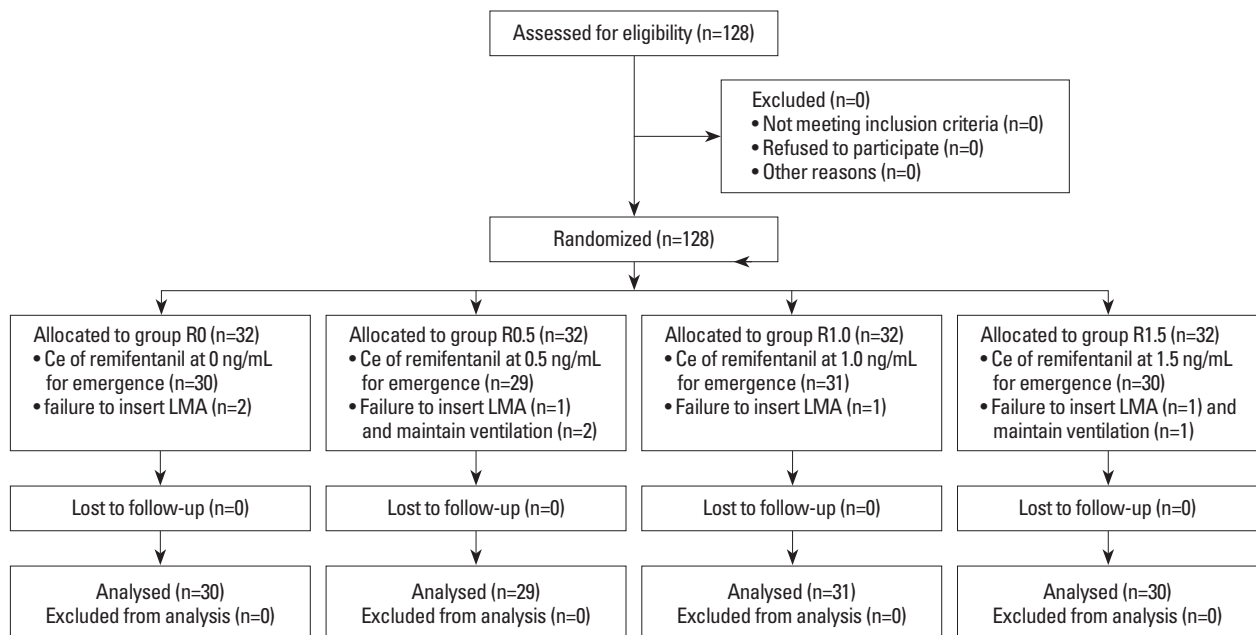 Assessed for eligibility (n=128)
Excluded (n=0)
• Not meeting inclusion criteria (n=0)
• Refused to participate (n=0)
• Other reasons (n=0)
Randomized (n=128)
Allocated to group R0 (n=32)
• Ce of remifentanil at 0 ng/mL
for emergence (n=30)
• failure to insert LMA (n=2)
Allocated to group R0.5 (n=32)
• Ce of remifentanil at 0.5 ng/mL
for emergence (n=29)
• Failure to insert LMA (n=1)
and maintain ventilation (n=2)
Allocated to group R1.0 (n=32)
• Ce of remifentanil at 1.0 ng/mL
for emergence (n=31)
• Failure to insert LMA (n=1)
Allocated to group R1.5 (n=32)
• Ce of remifentanil at 1.5 ng/mL
for emergence (n=30)
• Failure to insert LMA (n=1) and
maintain ventilation (n=1)
Lost to follow-up (n=0)
Lost to follow-up (n=0)
Lost to follow-up (n=0)
Lost to follow-up (n=0)
Analysed (n=30)
Excluded from analysis (n=0)
Analysed (n=29)
Excluded from analysis (n=0)
Analysed (n=31)
Excluded from analysis (n=0)
Analysed (n=30)
Excluded from analysis (n=0)